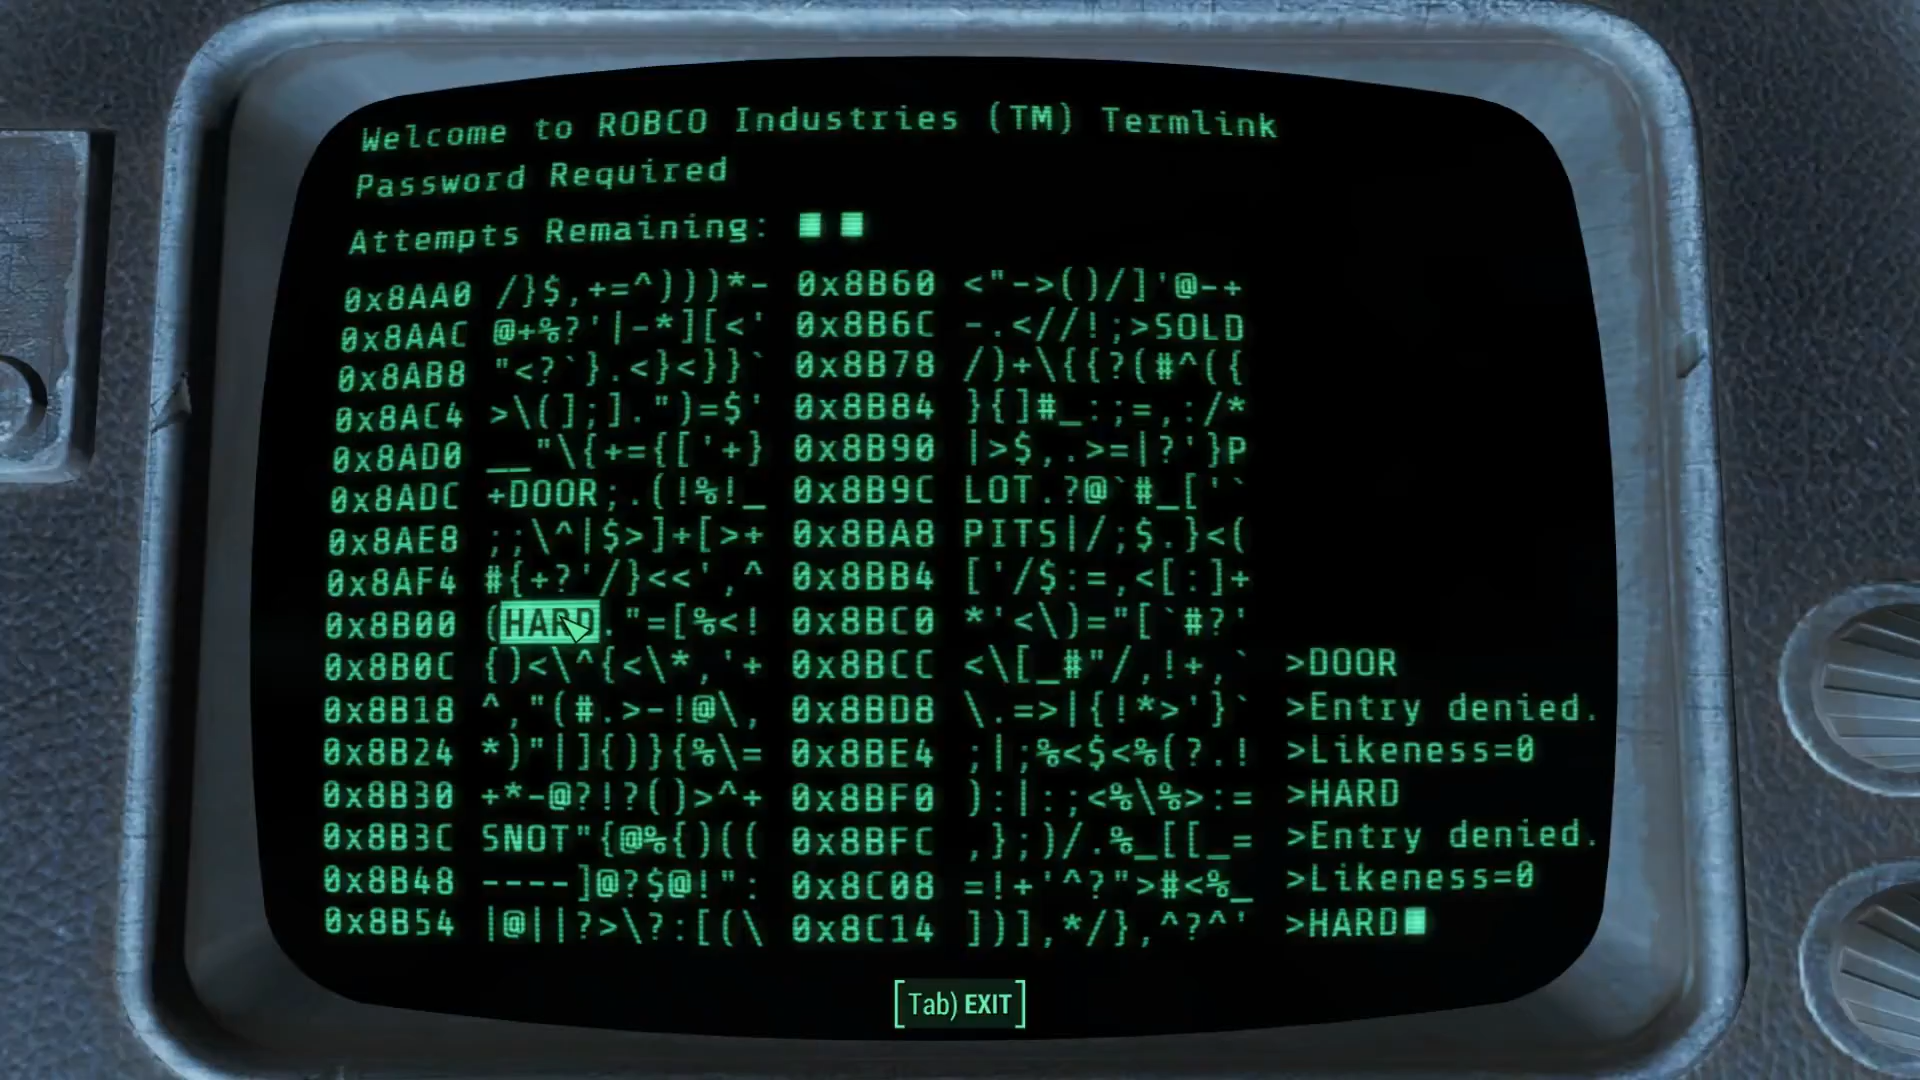 Welcome to ROBCO Industries (TM) Termlink
Password Required
Attempts Remaining:
0x8AA0 /}$,+=^)))*- 0x8B60 <"->()/]'@-+
0x8AAC @+%?'|-*][<' 0x8B6C -.<//!;>SOLD
0x8AB8 "<?`}.<}<}}` 0x8B78 /)+\{{?(#^({
0x8AC4 >\(];].")=$' 0x8B84 }{]#_:;=,:/*
0x8AD0 __"\{+={['+} 0x8B90 |>$,.>=|?'}P
0x8ADC +DOOR;.(!%!_ 0x8B9C LOT.?@`#_['`
0x8AE8 ;;\^|$>]+[>+ 0x8BA8 PITS|/;$.}<(
0x8AF4 #{+?'/}<<',^ 0x8BB4 ['/$:=,<[:]+
0x8B00 (HARD."=[%<! 0x8BC0 *'<\)="[`#?'
0x8B0C {)<\^{<\*,'+ 0x8BCC <\[_#"/,!+,` >DOOR
0x8B18 ^,"(#.>-!@\, 0x8BD8 \.=>|{!*>'}` >Entry denied.
0x8B24 *)"|]{)}{%\= 0x8BE4 ;|;%<$<%(?.! >Likeness=0
0x8B30 +*-@?!?()>^+ 0x8BF0 ):|:;<%\%>:= >HARD
0x8B3C SNOT"{@%{)(( 0x8BFC ,};)/.%_[[_= >Entry denied.
0x8B48 ----]@?$@!": 0x8C08 =!+'^?">#<%_ >Likeness=0
0x8B54 |@||?>\?:[(\ 0x8C14 ])],*/},^?^' >HARD
[Tab) EXIT]